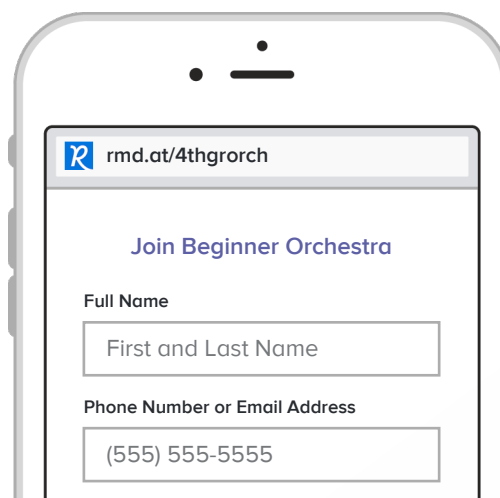 rmd.at/4thgrorch
Join Beginner Orchestra
Full Name
First and Last Name
Phone Number or Email Address
(555) 555-5555